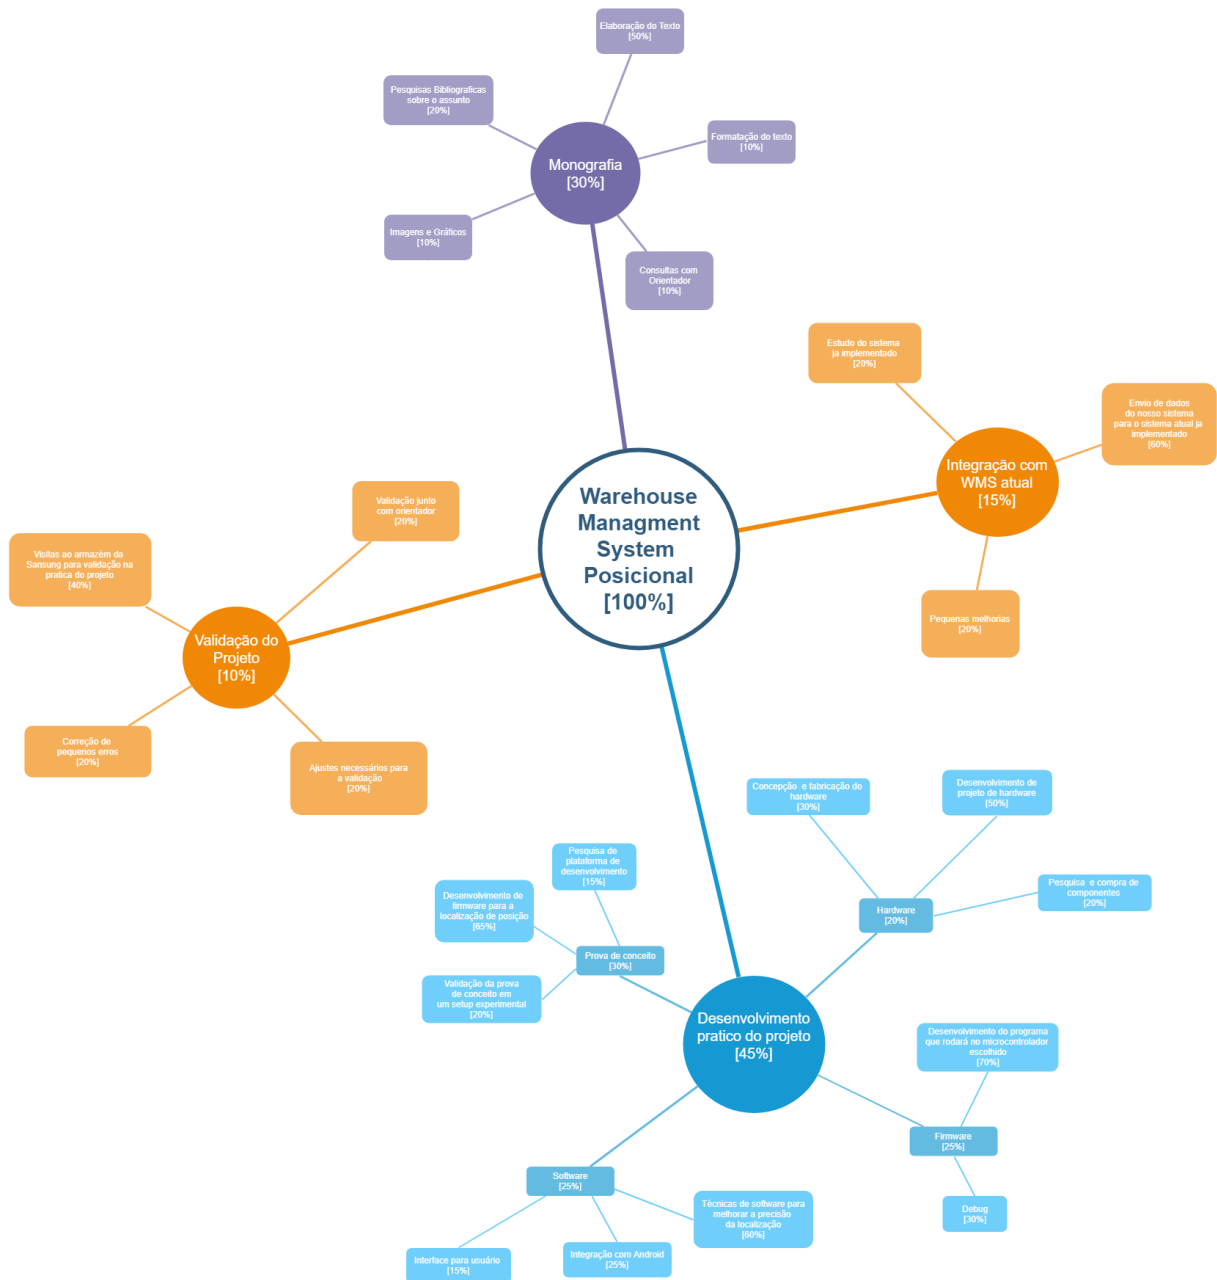 Elaboração do Texto
[50%]
Pesquisas Bibliograficas
sobre o assunto
[20%]
Formatação do texto
[10%]
Monografia
[30%]
Imagens e Gráficos
[10%]
Consultas com
Orientador
[10%]
Estudo do sistema
ja implementado
[20%]
Envio de dados
do nosso sistema
para o sistema atual ja
implementado
[60%]
Integração com
WMS atual
[15%]
Pequenas melhorias
[20%]
Warehouse
Managment
System
Posicional
[100%]
Validação junto
com orientador
[20%]
Visitas ao armazém da
Sansung para validação na
pratica do projeto
[40%]
Validação do
Projeto
[10%]
Correção de
pequenos erros
[20%]
Ajustes necessários para
a validação
[20%]
Concepção e fabricação do
hardware
[30%]
Desenvolvimento de
projeto de hardware
[50%]
Pesquisa e compra de
componentes
[20%]
Hardware
[20%]
Pesquisa de
plataforma de
desenvolvimento
[15%]
Desenvolvimento de
firmware para a
localização de posição
[65%]
Prova de conceito
[30%]
Validação da prova
de conceito em
um setup experimental
[20%]
Desenvolvimento
pratico do projeto
[45%]
Desenvolvimento do programa
que rodará no microcontrolador
escolhido
[70%]
Firmware
[25%]
Debug
[30%]
Software
[25%]
Técnicas de software para
melhorar a precisão
da localização
[60%]
Interface para usuário
[15%]
Integração com Android
[25%]